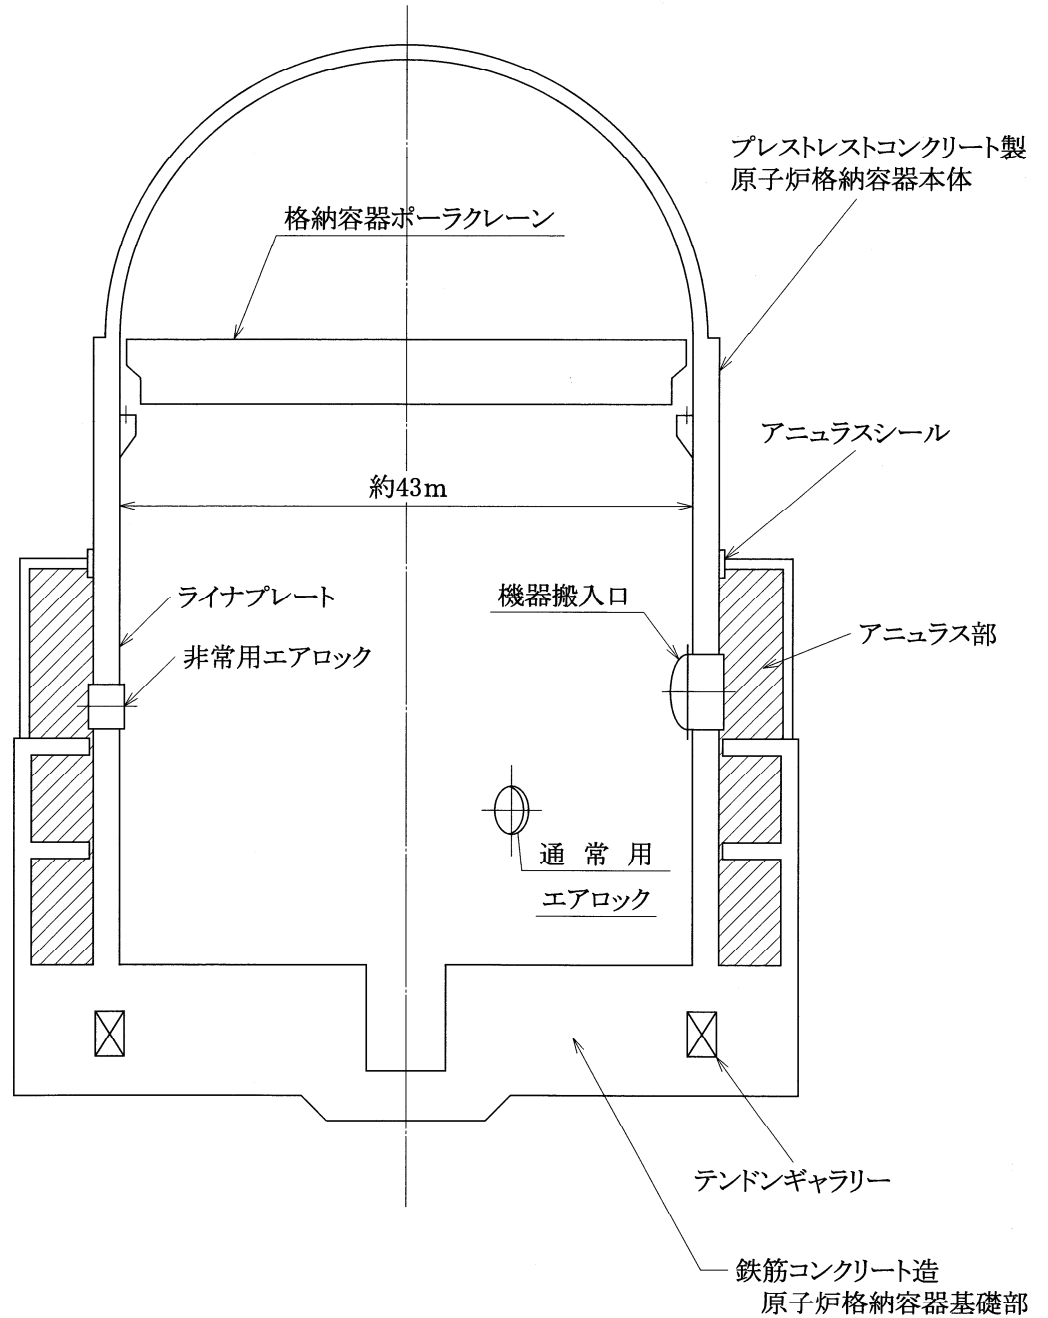 プレストレストコンクリート製
原子炉格納容器本体
格納容器ポーラクレーン
アニュラスシール
約43m
ライナプレート
機器搬入口
アニュラス部
非常用エアロック
通常用
エアロック
テンドンギャラリー
鉄筋コンクリート造
原子炉格納容器基礎部